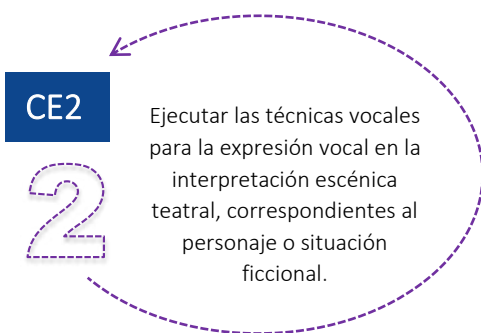 CE2
2
Ejecutar las técnicas vocales
para la expresión vocal en la
interpretación escénica
teatral, correspondientes al
personaje o situación
ficcional.